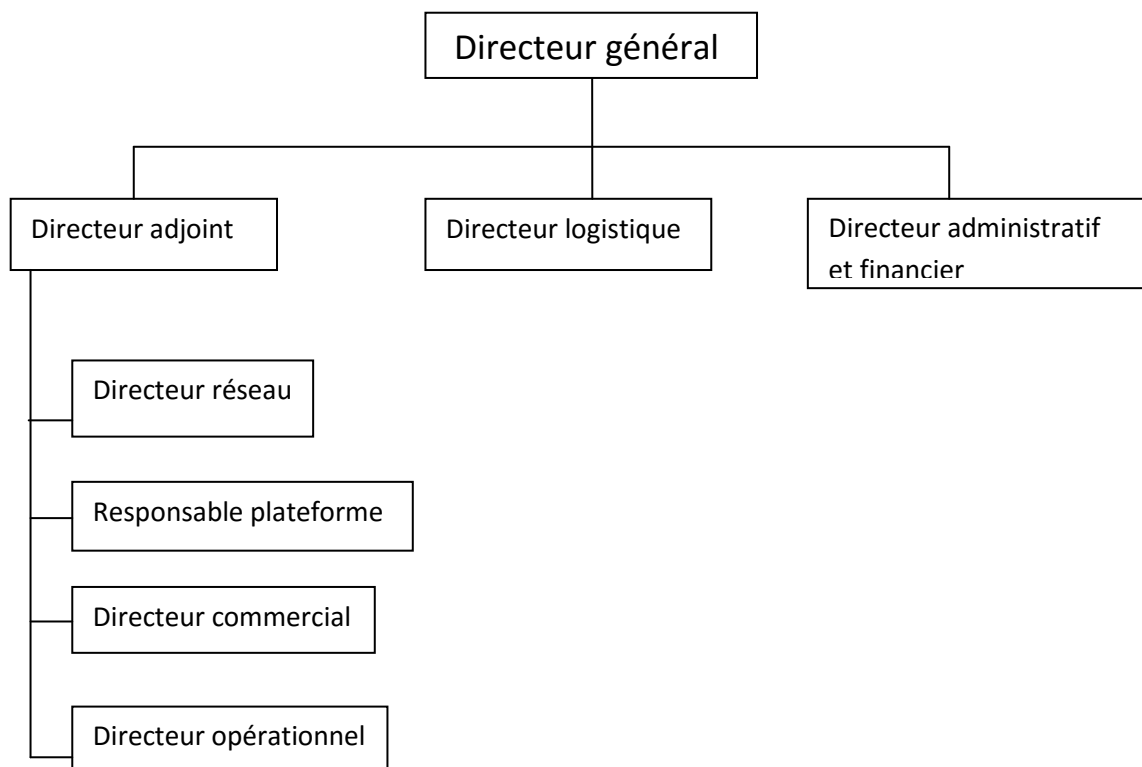 Directeur général
Directeur adjoint
Directeur logistique
Directeur administratif
et financier
Directeur réseau
Responsable plateforme
Directeur commercial
Directeur opérationnel